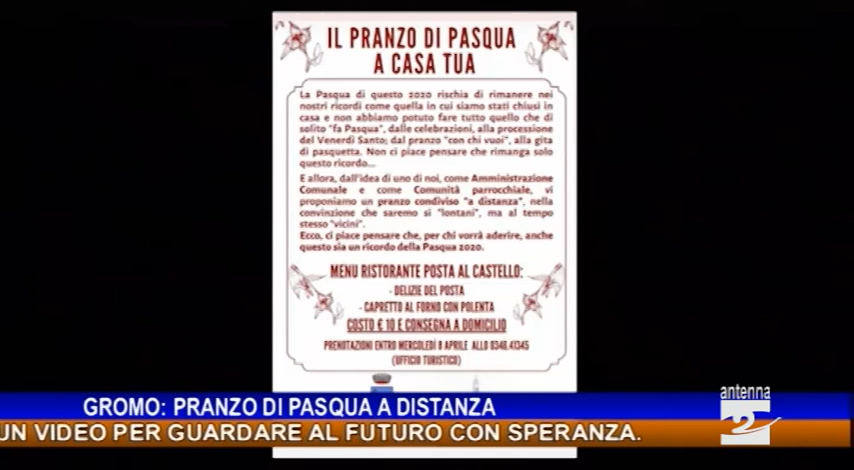 IL PRANZO DI PASQUA
A CASA TUA
La Pasqua di questo 2020 rischia di rimanere nei
nostri ricordi come quella in cui siamo stati chiusi in
casa e non abbiamo potuto fare tutto quello che di
solito "fa Pasqua", dalle celebrazioni, alla processione
del Venerdì Santo; dal pranzo "con chi vuoi", alla gita
di pasquetta. Non ci piace pensare che rimanga solo
questo ricordo...
E allora, dall'idea di uno di noi, come Amministrazione
Comunale e come Comunità parrocchiale, vi
proponiamo un pranzo condiviso "a distanza", nella
convinzione che saremo sì "lontani", ma al tempo
stesso "vicini".
Ecco, ci piace pensare che, per chi vorrà aderire, anche
questo sia un ricordo della Pasqua 2020.
MENU RISTORANTE POSTA AL CASTELLO:
- DELIZIE DEL POSTA
- CAPRETTO AL FORNO CON POLENTA
COSTO € 10 E CONSEGNA A DOMICILIO
PRENOTAZIONI ENTRO MERCOLEDÌ 8 APRILE ALLO 0346.41345
(UFFICIO TURISTICO)
GROMO: PRANZO DI PASQUA A DISTANZA
UN VIDEO PER GUARDARE AL FUTURO CON SPERANZA.
antenna
2